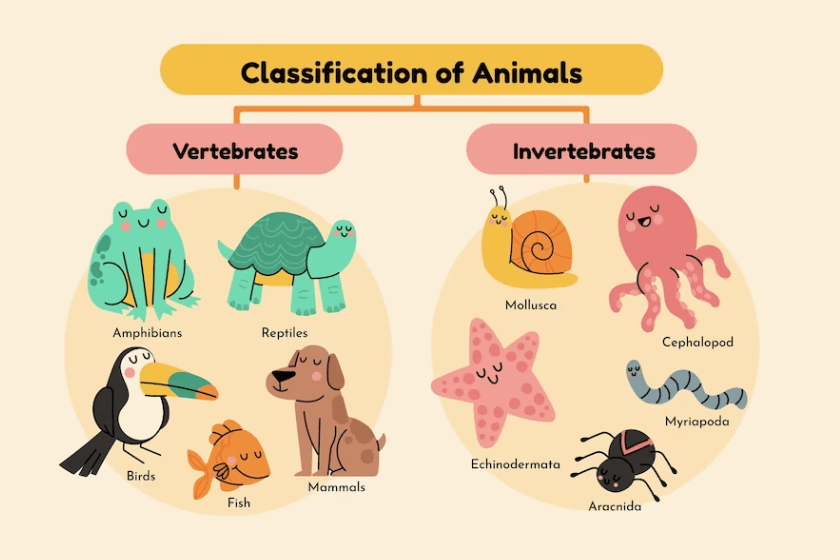 Classification of Animals
Vertebrates
Invertebrates
Amphibians
Reptiles
Birds
Fish
Mammals
Mollusca
Cephalopod
Echinodermata
Myriapoda
Aracnida